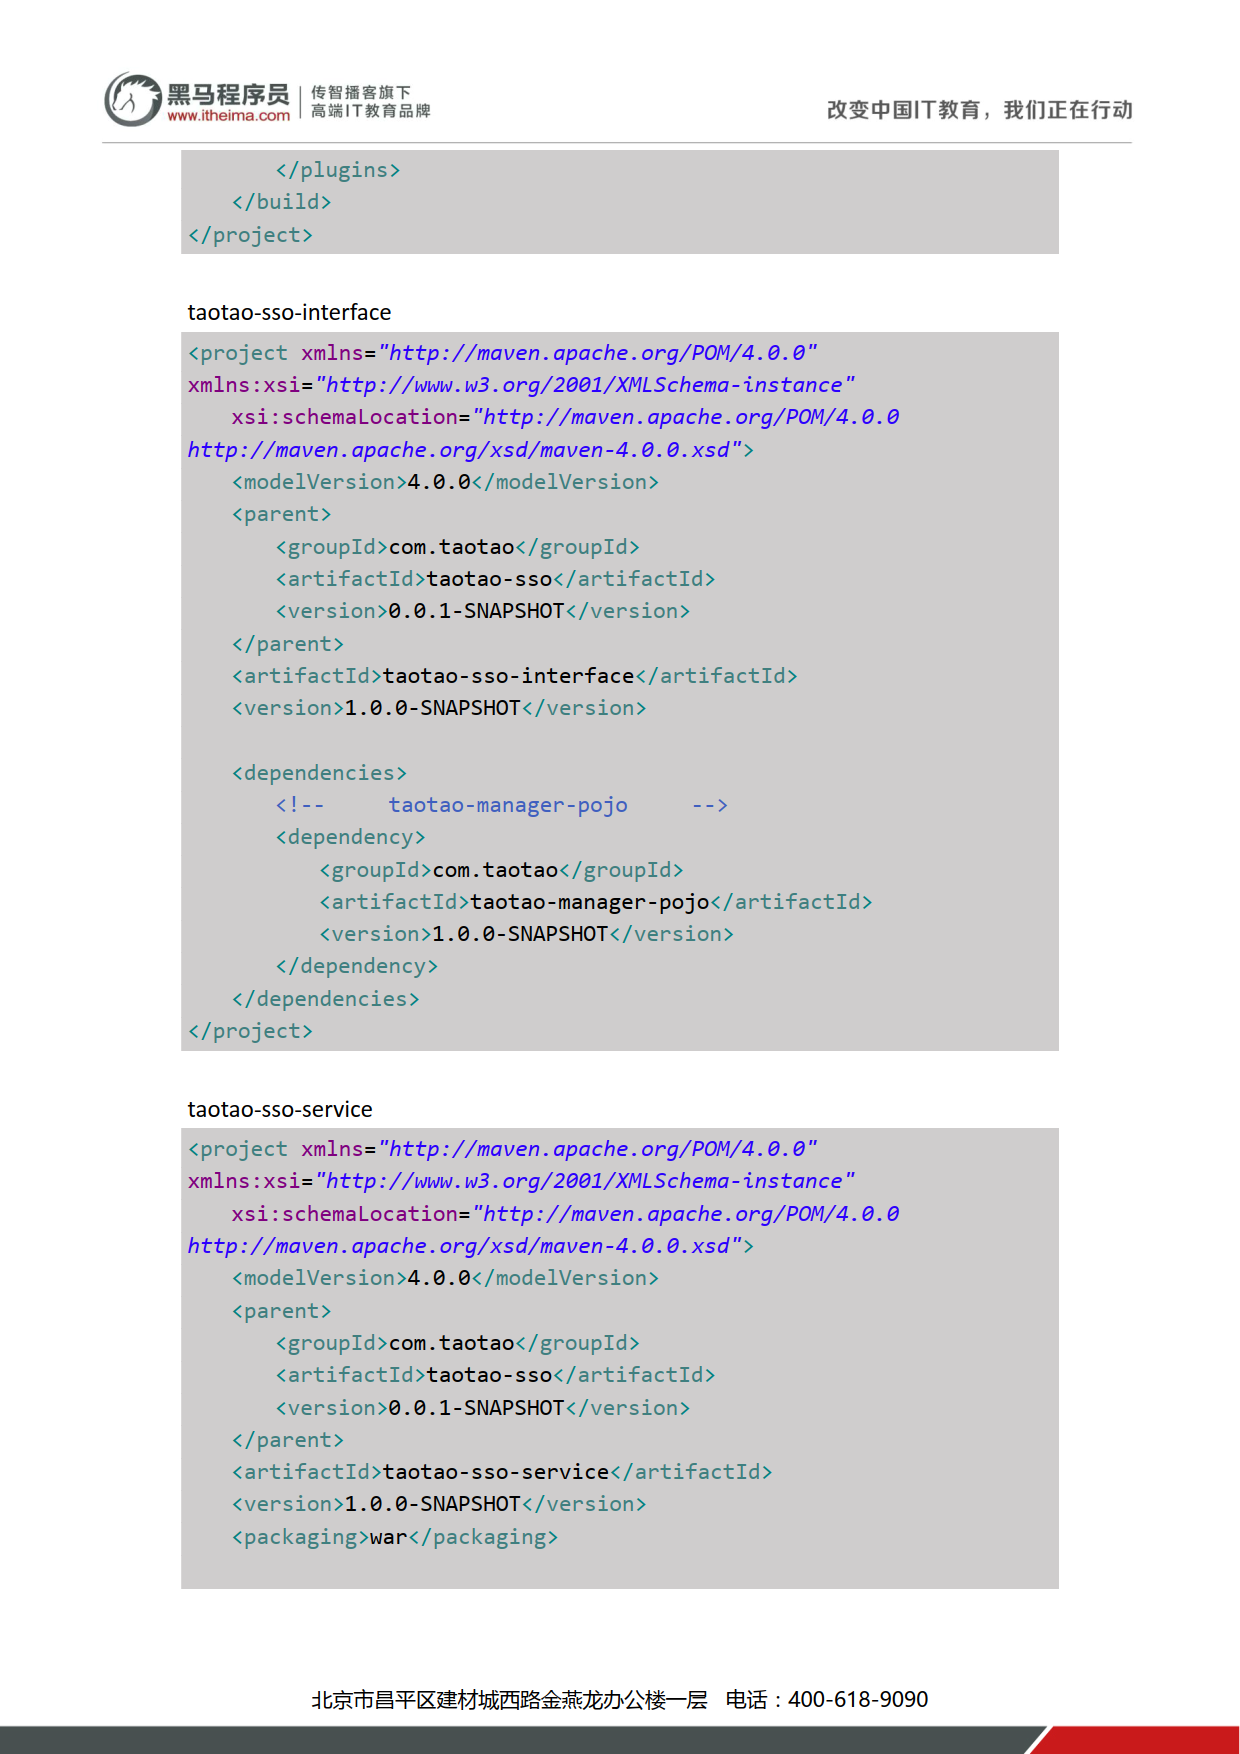 黑马程序员
www.itheima.com
传智播客旗下
高端IT教育品牌
改变中国IT教育，我们正在行动
</plugins>
</build>
</project>
taotao-sso-interface
<project xmlns="http://maven.apache.org/POM/4.0.0"
xmlns:xsi="http://www.w3.org/2001/XMLSchema-instance"
xsi:schemaLocation="http://maven.apache.org/POM/4.0.0
http://maven.apache.org/xsd/maven-4.0.0.xsd">
<modelVersion>4.0.0</modelVersion>
<parent>
<groupId>com.taotao</groupId>
<artifactId>taotao-sso</artifactId>
<version>0.0.1-SNAPSHOT</version>
</parent>
<artifactId>taotao-sso-interface</artifactId>
<version>1.0.0-SNAPSHOT</version>
<dependencies>
<!-- taotao-manager-pojo -->
<dependency>
<groupId>com.taotao</groupId>
<artifactId>taotao-manager-pojo</artifactId>
<version>1.0.0-SNAPSHOT</version>
</dependency>
</dependencies>
</project>
taotao-sso-service
<project xmlns="http://maven.apache.org/POM/4.0.0"
xmlns:xsi="http://www.w3.org/2001/XMLSchema-instance"
xsi:schemaLocation="http://maven.apache.org/POM/4.0.0
http://maven.apache.org/xsd/maven-4.0.0.xsd">
<modelVersion>4.0.0</modelVersion>
<parent>
<groupId>com.taotao</groupId>
<artifactId>taotao-sso</artifactId>
<version>0.0.1-SNAPSHOT</version>
</parent>
<artifactId>taotao-sso-service</artifactId>
<version>1.0.0-SNAPSHOT</version>
<packaging>war</packaging>
北京市昌平区建材城西路金燕龙办公楼一层 电话：400-618-9090